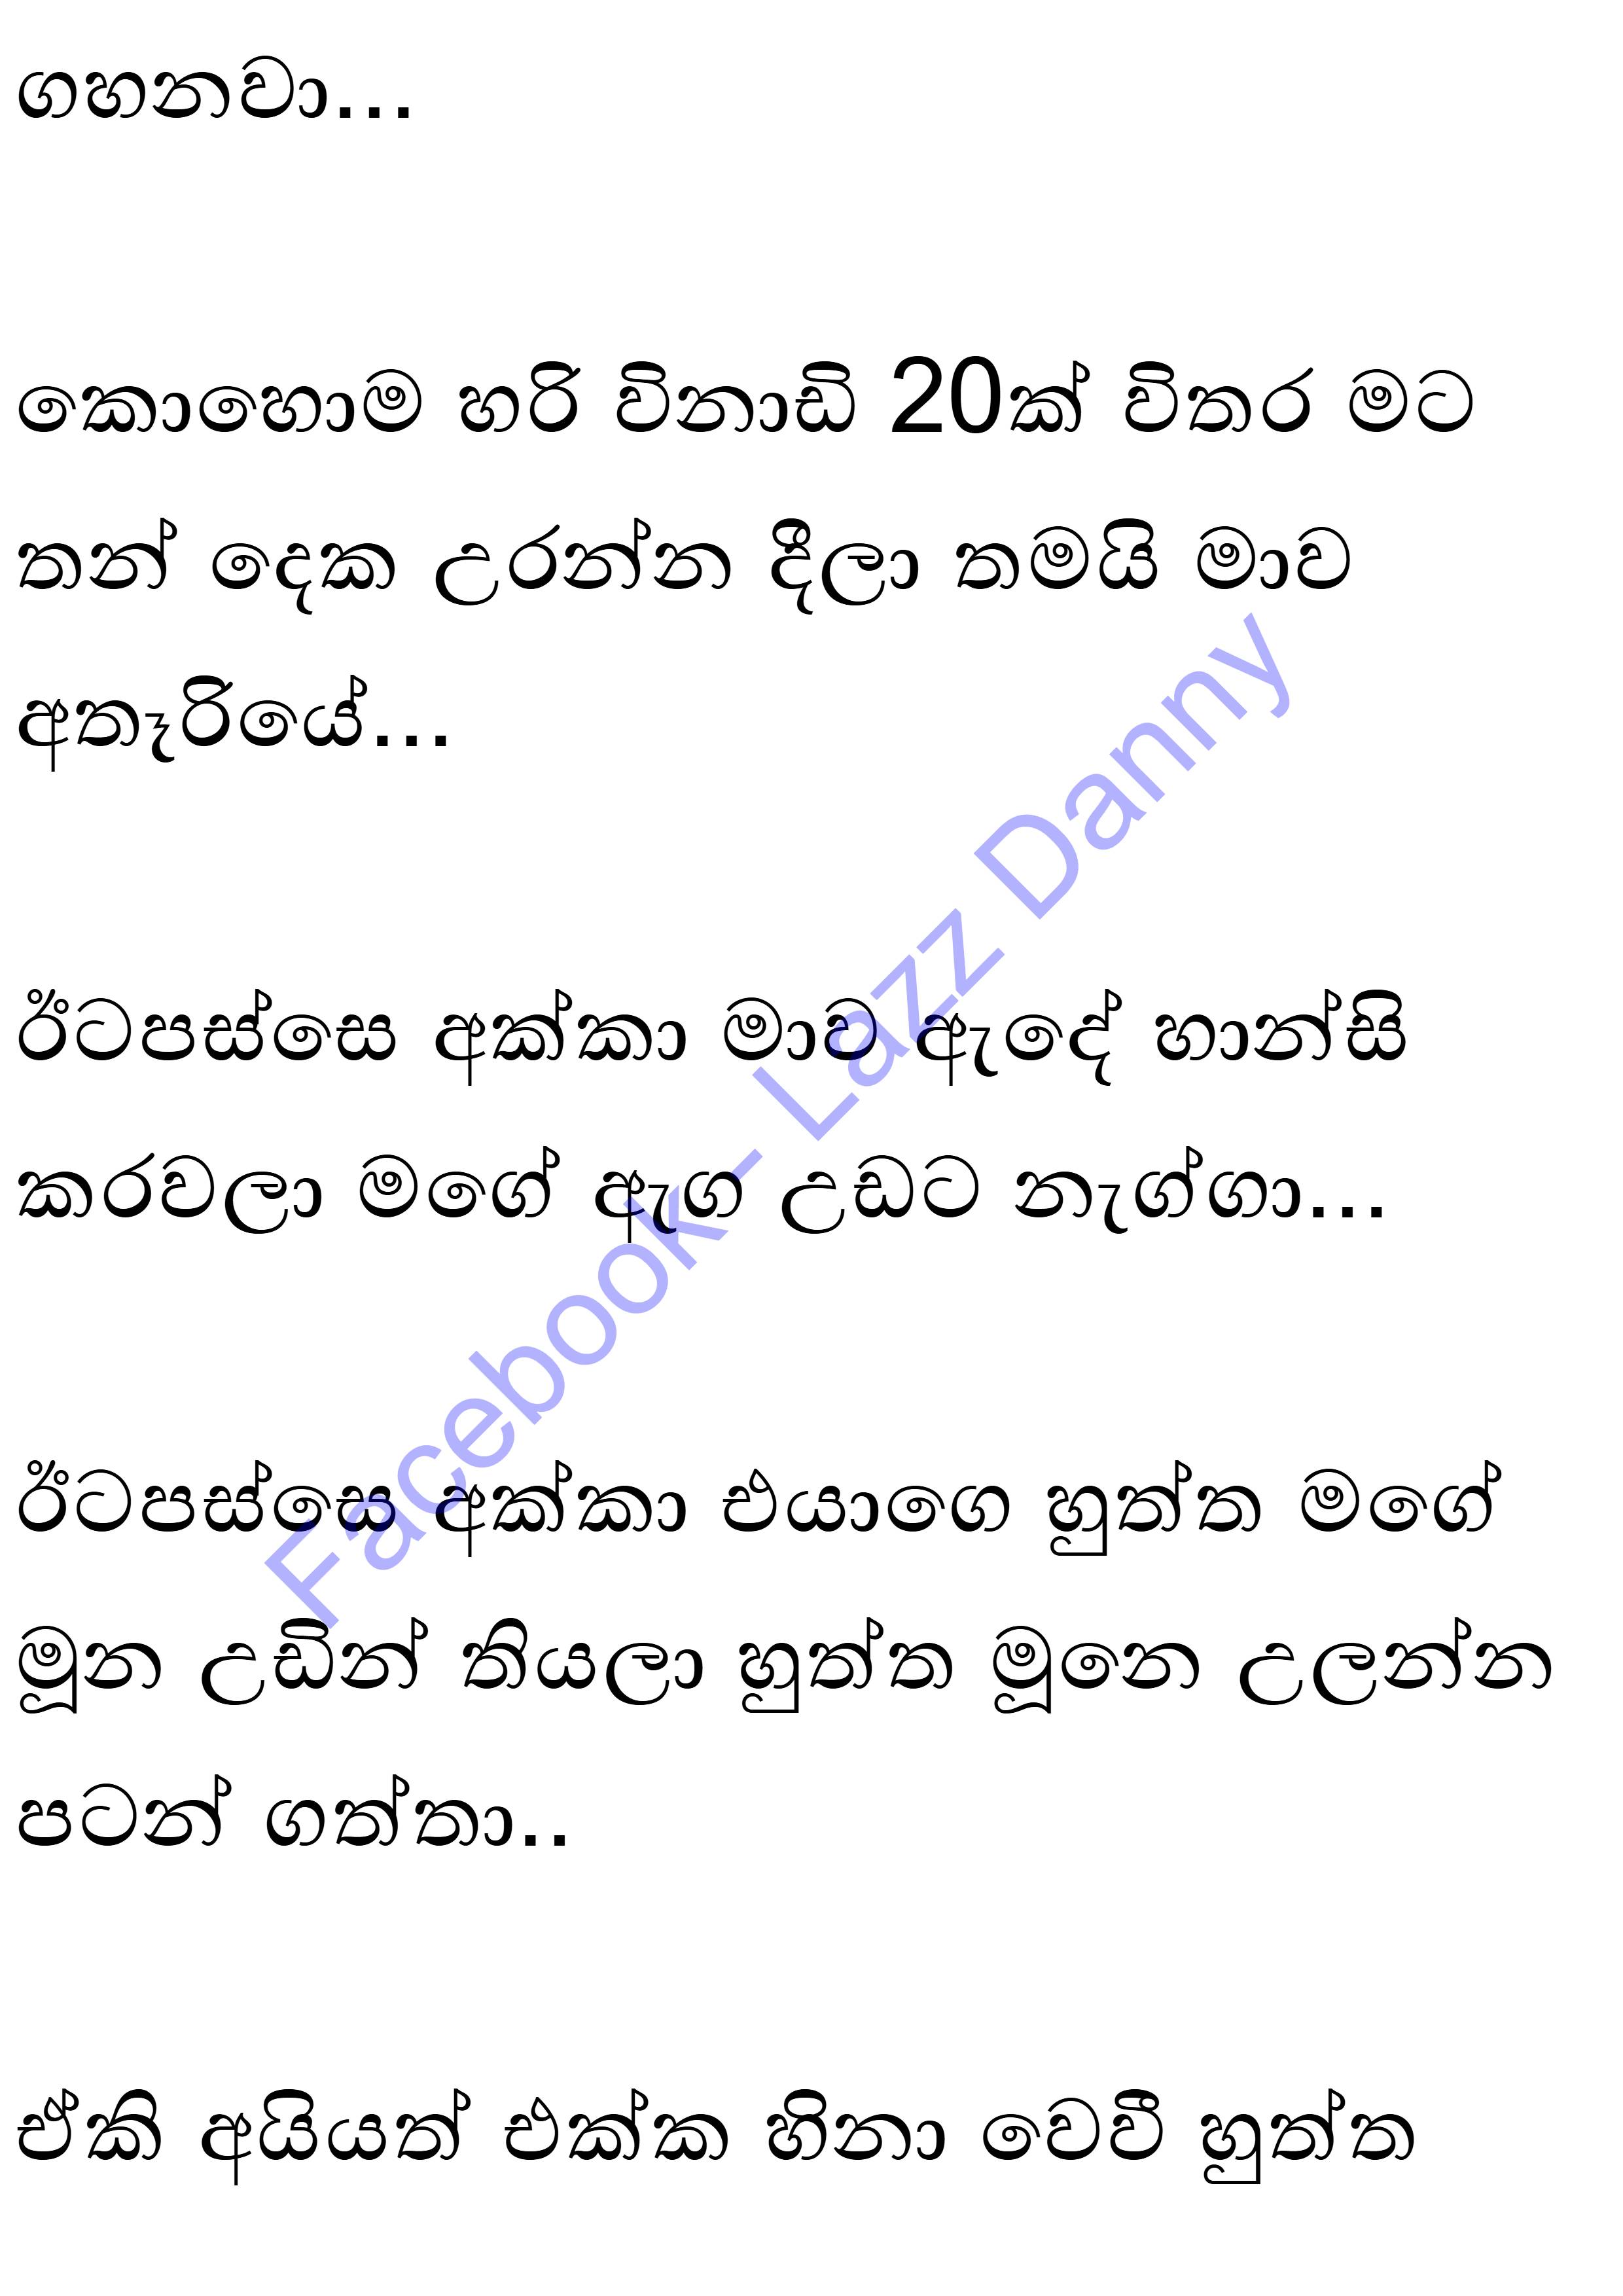 ගහනවා...
කොහොම හරි විනාඩි 20ක් විතර මට
තන් දෙක උරන්න දීලා තමයි මාව
අතෑරියේ...
ඊටපස්සෙ අක්කා මාව ඇදේ හාන්සි
කරවලා මගේ ඇග උඩට නැග්ගා...
ඊටපස්සෙ අක්කා එයාගෙ හුත්ත මගේ
මූන උඩින් තියලා හුත්ත මූනෙ උලන්න
පටන් ගත්තා..
ඒකි අයියත් එක්ක හිනා වෙවී හුත්ත
Facebook- Lazz Danny